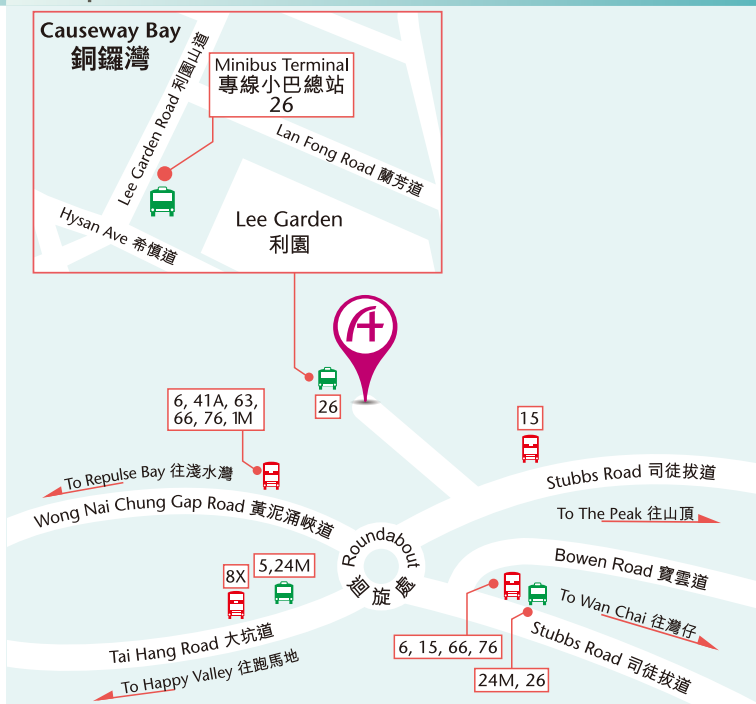 Causeway Bay
銅鑼灣
Minibus Terminal
專線小巴總站
26
Lee Garden Road 利園山道
Lan Fong Road 蘭芳道
Hysan Ave 希慎道
Lee Garden
利園
26
6, 41A, 63,
66, 76, 1M
15
To Repulse Bay 往淺水灣
Wong Nai Chung Gap Road 黃泥涌峽道
Stubbs Road 司徒拔道
To The Peak 往山頂
Roundabout
迴旋處
Bowen Road 寶雲道
8X
5,24M
To Wan Chai 往灣仔
Stubbs Road 司徒拔道
6, 15, 66, 76
24M, 26
Tai Hang Road 大坑道
To Happy Valley 往跑馬地